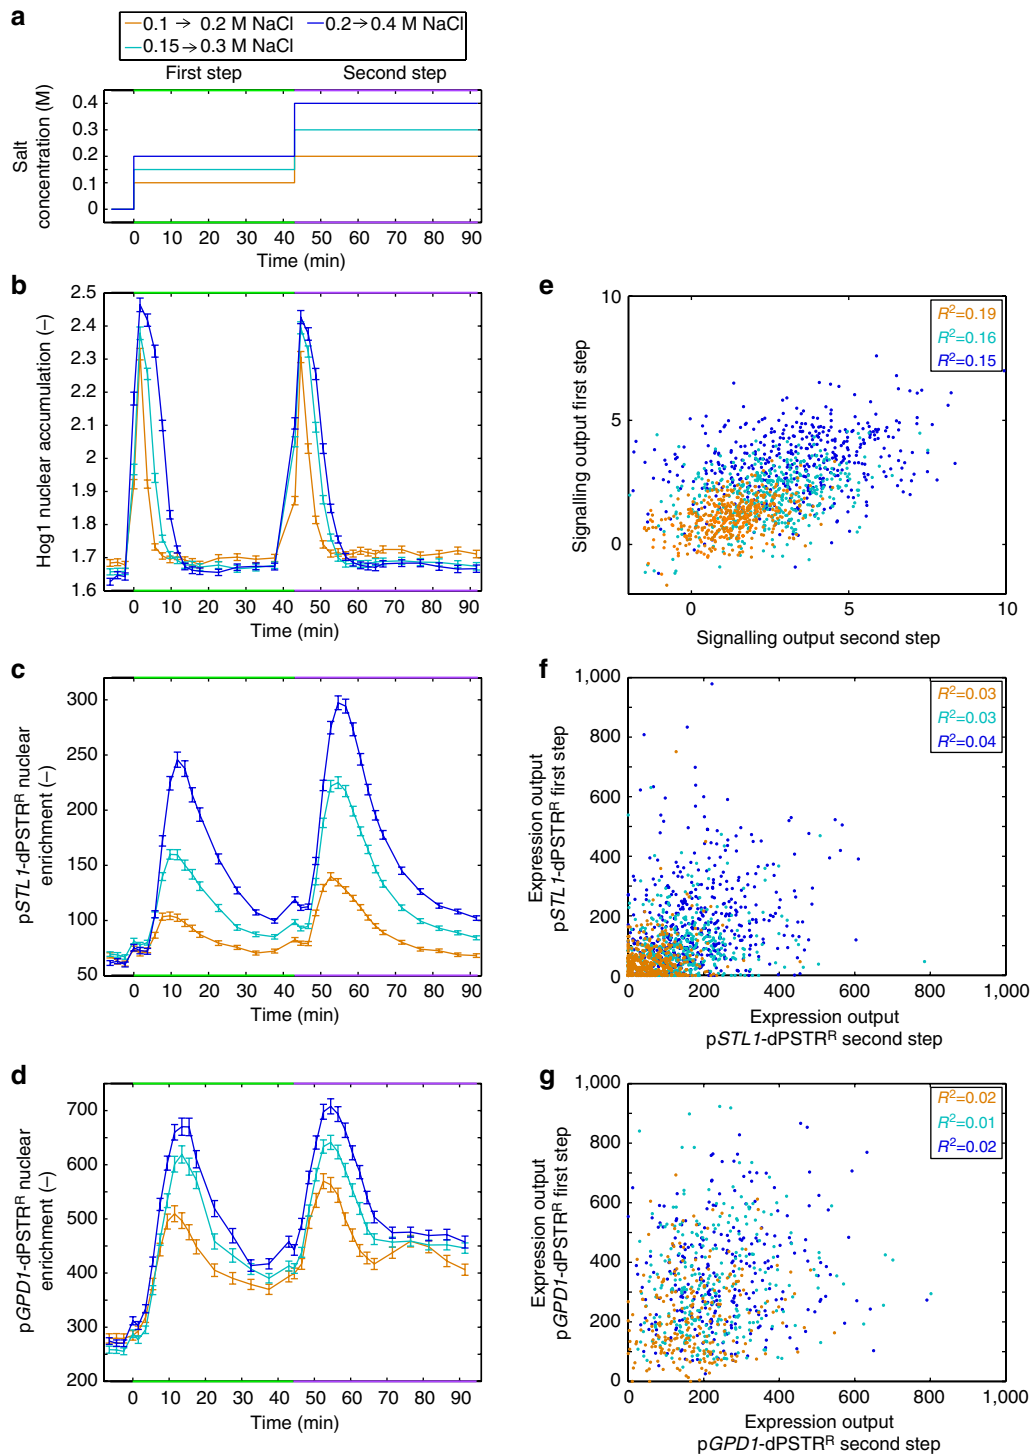 a
0.1 → 0.2 M NaCl
0.2→0.4 M NaCl
0.15→0.3 M NaCl
First step
Second step
Salt
concentration (M)
0.4
0.3
0.2
0.1
0
0 10 20 30 40 50 60 70 80 90
Time (min)
b
Hog1 nuclear accumulation (–)
2.5
2.4
2.3
2.2
2.1
2
1.9
1.8
1.7
1.6
0 10 20 30 40 50 60 70 80 90
Time (min)
c
pSTL1-dPSTRᴿ nuclear
enrichment (–)
300
250
200
150
100
50
0 10 20 30 40 50 60 70 80 90
Time (min)
d
pGPD1-dPSTRᴿ nuclear
enrichment (–)
700
600
500
400
300
200
0 10 20 30 40 50 60 70 80 90
Time (min)
e
Signalling output first step
10
5
0
R²=0.19
R²=0.16
R²=0.15
0 5 10
Signalling output second step
f
Expression output
pSTL1-dPSTRᴿ first step
1,000
800
600
400
200
0
R²=0.03
R²=0.03
R²=0.04
0 200 400 600 800 1,000
Expression output
pSTL1-dPSTRᴿ second step
g
Expression output
pGPD1-dPSTRᴿ first step
1,000
800
600
400
200
0
R²=0.02
R²=0.01
R²=0.02
0 200 400 600 800 1,000
Expression output
pGPD1-dPSTRᴿ second step